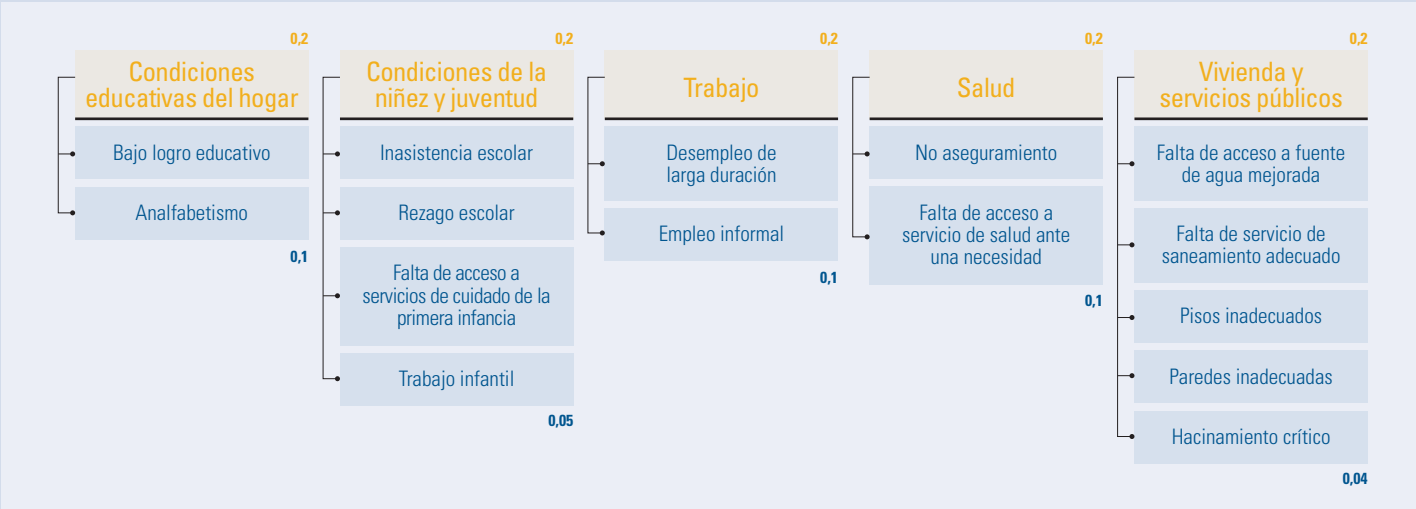 0,2
Condiciones
educativas del hogar
Bajo logro educativo
Analfabetismo
0,1
0,2
Condiciones de la
niñez y juventud
Inasistencia escolar
Rezago escolar
Falta de acceso a
servicios de cuidado de la
primera infancia
Trabajo infantil
0,05
0,2
Trabajo
Desempleo de
larga duración
Empleo informal
0,1
0,2
Salud
No aseguramiento
Falta de acceso a
servicio de salud ante
una necesidad
0,1
0,2
Vivienda y
servicios públicos
Falta de acceso a fuente
de agua mejorada
Falta de servicio de
saneamiento adecuado
Pisos inadecuados
Paredes inadecuadas
Hacinamiento crítico
0,04